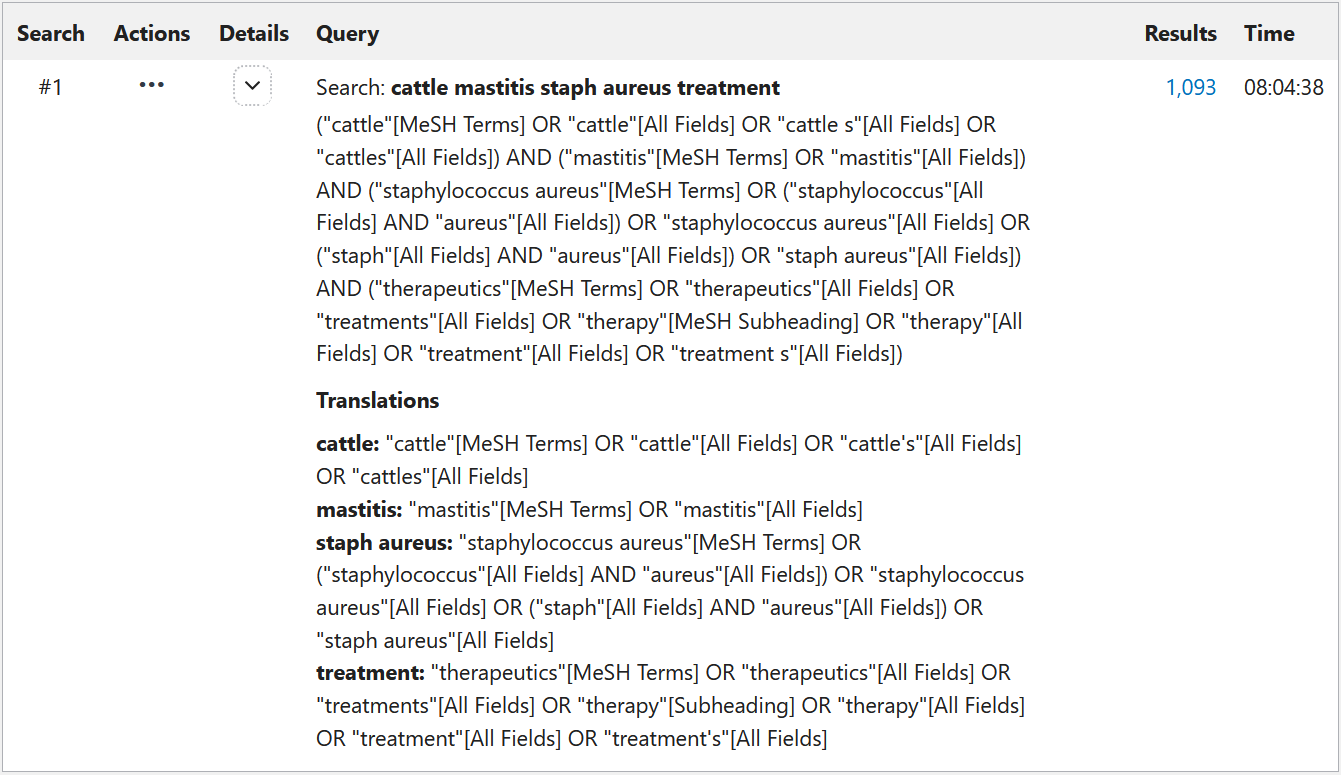 Search Actions Details Query Results Time
#1 ••• Search: cattle mastitis staph aureus treatment 1,093 08:04:38
("cattle"[MeSH Terms] OR "cattle"[All Fields] OR "cattle s"[All Fields] OR
"cattles"[All Fields]) AND ("mastitis"[MeSH Terms] OR "mastitis"[All Fields])
AND ("staphylococcus aureus"[MeSH Terms] OR ("staphylococcus"[All
Fields] AND "aureus"[All Fields]) OR "staphylococcus aureus"[All Fields] OR
("staph"[All Fields] AND "aureus"[All Fields]) OR "staph aureus"[All Fields])
AND ("therapeutics"[MeSH Terms] OR "therapeutics"[All Fields] OR
"treatments"[All Fields] OR "therapy"[MeSH Subheading] OR "therapy"[All
Fields] OR "treatment"[All Fields] OR "treatment s"[All Fields])
Translations
cattle: "cattle"[MeSH Terms] OR "cattle"[All Fields] OR "cattle's"[All Fields]
OR "cattles"[All Fields]
mastitis: "mastitis"[MeSH Terms] OR "mastitis"[All Fields]
staph aureus: "staphylococcus aureus"[MeSH Terms] OR
("staphylococcus"[All Fields] AND "aureus"[All Fields]) OR "staphylococcus
aureus"[All Fields] OR ("staph"[All Fields] AND "aureus"[All Fields]) OR
"staph aureus"[All Fields]
treatment: "therapeutics"[MeSH Terms] OR "therapeutics"[All Fields] OR
"treatments"[All Fields] OR "therapy"[Subheading] OR "therapy"[All Fields]
OR "treatment"[All Fields] OR "treatment's"[All Fields]